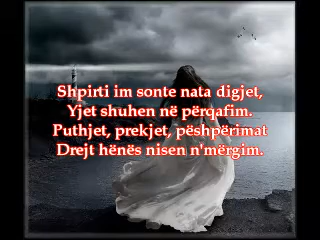 Shpirti im sonte nata digjet,
Yjet shuhen në përqafim.
Puthjet, prekjet, pëshpërimat
Drejt hënës nisen n'mërgim.